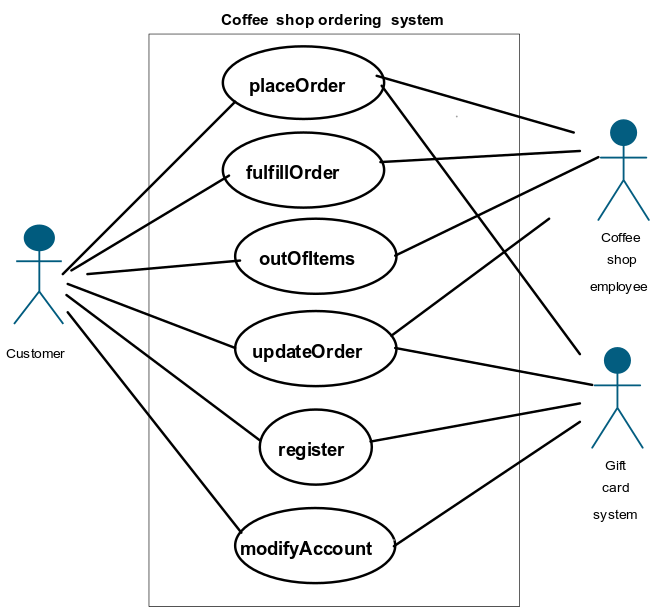 Coffee shop ordering system
placeOrder
fulfillOrder
outOfItems
updateOrder
register
modifyAccount
Customer
Coffee
shop
employee
Gift
card
system